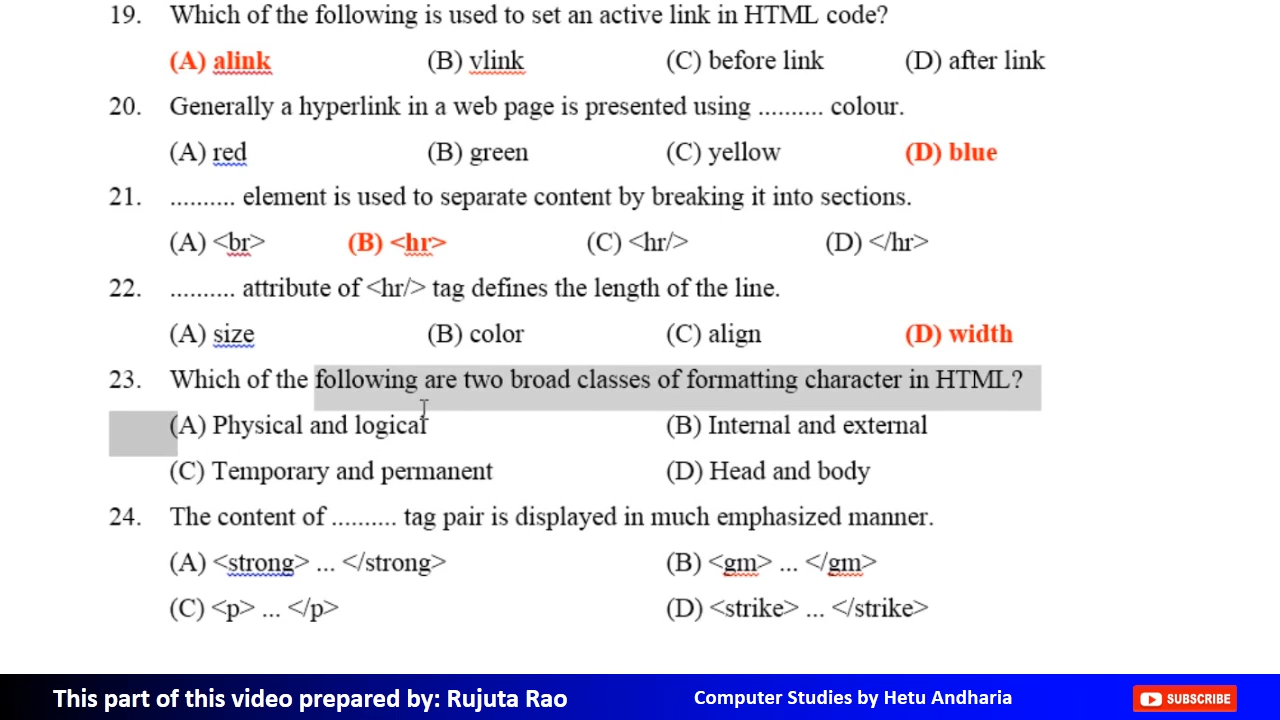 19. Which of the following is used to set an active link in HTML code?
(A) alink (B) vlink (C) before link (D) after link
20. Generally a hyperlink in a web page is presented using .......... colour.
(A) red (B) green (C) yellow (D) blue
21. .......... element is used to separate content by breaking it into sections.
(A) <br> (B) <hr> (C) <hr/> (D) </hr>
22. .......... attribute of <hr/> tag defines the length of the line.
(A) size (B) color (C) align (D) width
23. Which of the following are two broad classes of formatting character in HTML?
(A) Physical and logical (B) Internal and external
(C) Temporary and permanent (D) Head and body
24. The content of .......... tag pair is displayed in much emphasized manner.
(A) <strong> ... </strong> (B) <gm> ... </gm>
(C) <p> ... </p> (D) <strike> ... </strike>
This part of this video prepared by: Rujuta Rao Computer Studies by Hetu Andharia SUBSCRIBE